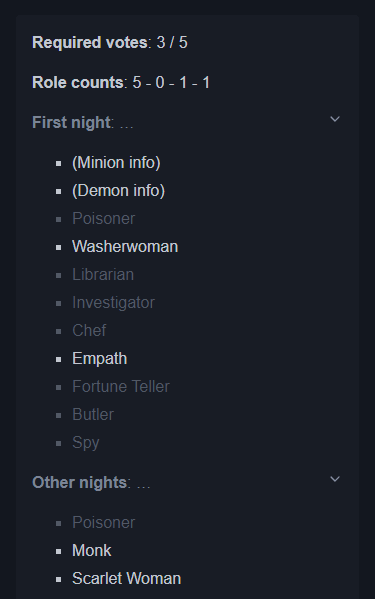 Required votes: 3 / 5
Role counts: 5 - 0 - 1 - 1
First night: …
(Minion info)
(Demon info)
Poisoner
Washerwoman
Librarian
Investigator
Chef
Empath
Fortune Teller
Butler
Spy
Other nights: …
Poisoner
Monk
Scarlet Woman